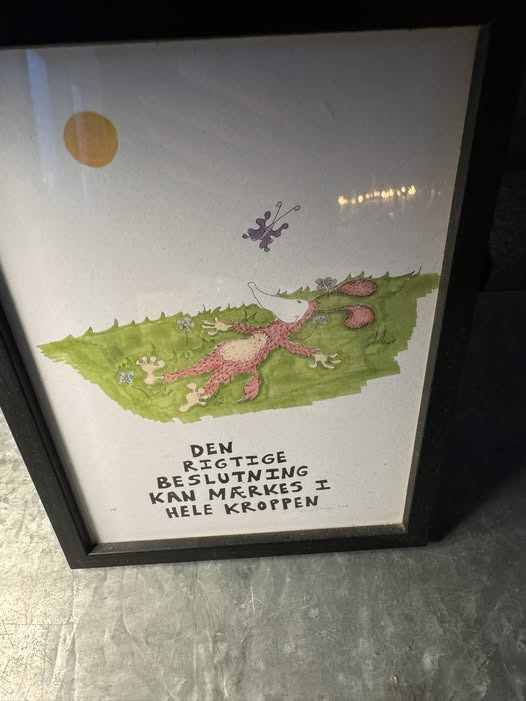 DEN
RIGTIGE
BESLUTNING
KAN MÆRKES I
HELE KROPPEN